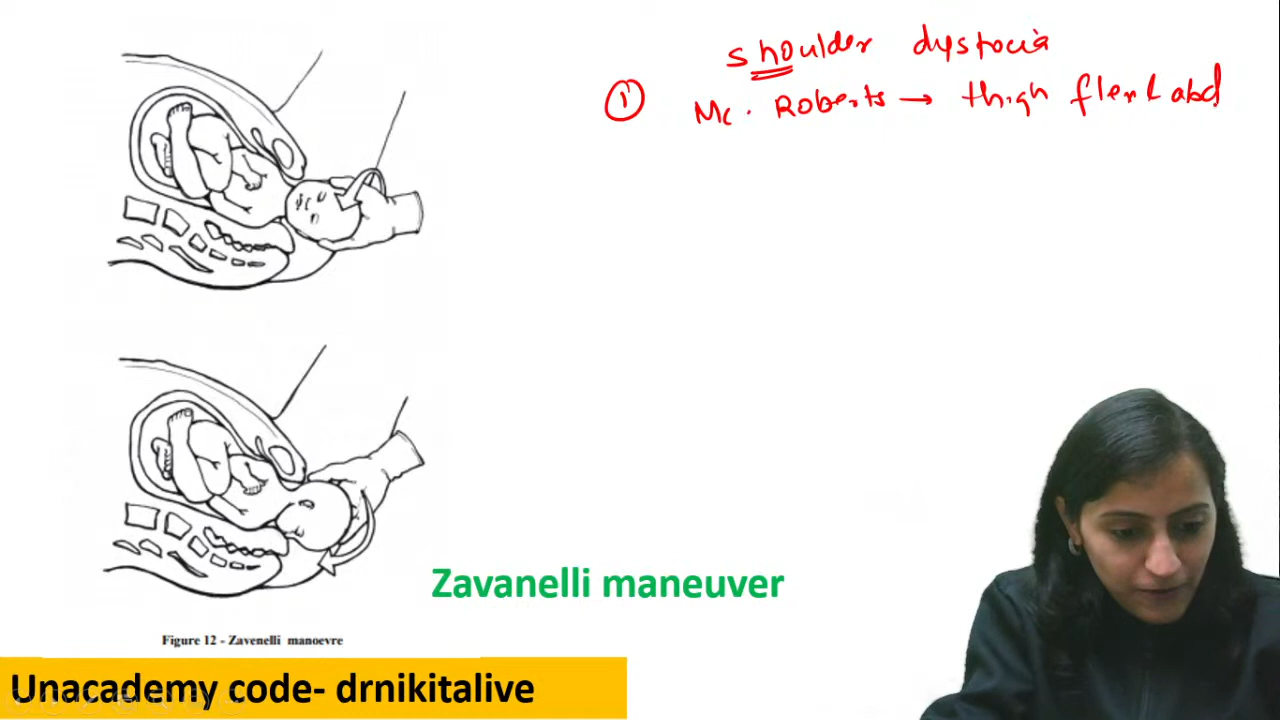 shoulder dystocia
① Mc. Roberts → thigh flex & abd
Zavanelli maneuver
Figure 12 - Zavenelli manoevre
Unacademy code- drnikitalive